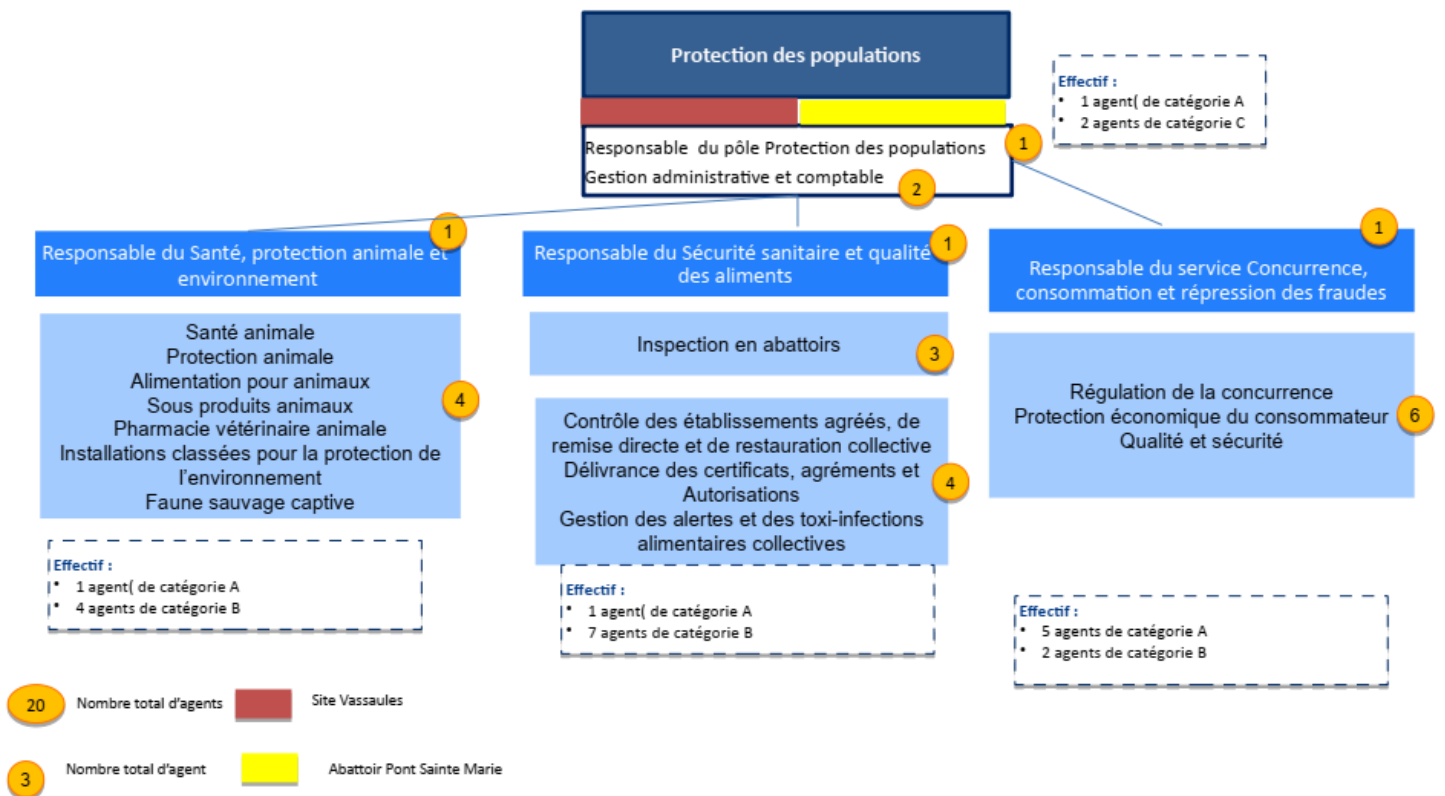 Protection des populations
Effectif :
• 1 agent( de catégorie A
• 2 agents de catégorie C
Responsable du pôle Protection des populations
1
Gestion administrative et comptable
2
1
Responsable du Santé, protection animale et
environnement
1
Responsable du Sécurité sanitaire et qualité
des aliments
1
Responsable du service Concurrence,
consommation et répression des fraudes
Santé animale
Protection animale
Alimentation pour animaux
Sous produits animaux
Pharmacie vétérinaire animale
Installations classées pour la protection de
l’environnement
Faune sauvage captive
4
Inspection en abattoirs
3
Contrôle des établissements agréés, de
remise directe et de restauration collective
Délivrance des certificats, agréments et
Autorisations
Gestion des alertes et des toxi-infections
alimentaires collectives
4
Régulation de la concurrence
Protection économique du consommateur
Qualité et sécurité
6
Effectif :
• 1 agent( de catégorie A
• 4 agents de catégorie B
Effectif :
• 1 agent( de catégorie A
• 7 agents de catégorie B
Effectif :
• 5 agents de catégorie A
• 2 agents de catégorie B
20
Nombre total d’agents
Site Vassaules
3
Nombre total d’agent
Abattoir Pont Sainte Marie